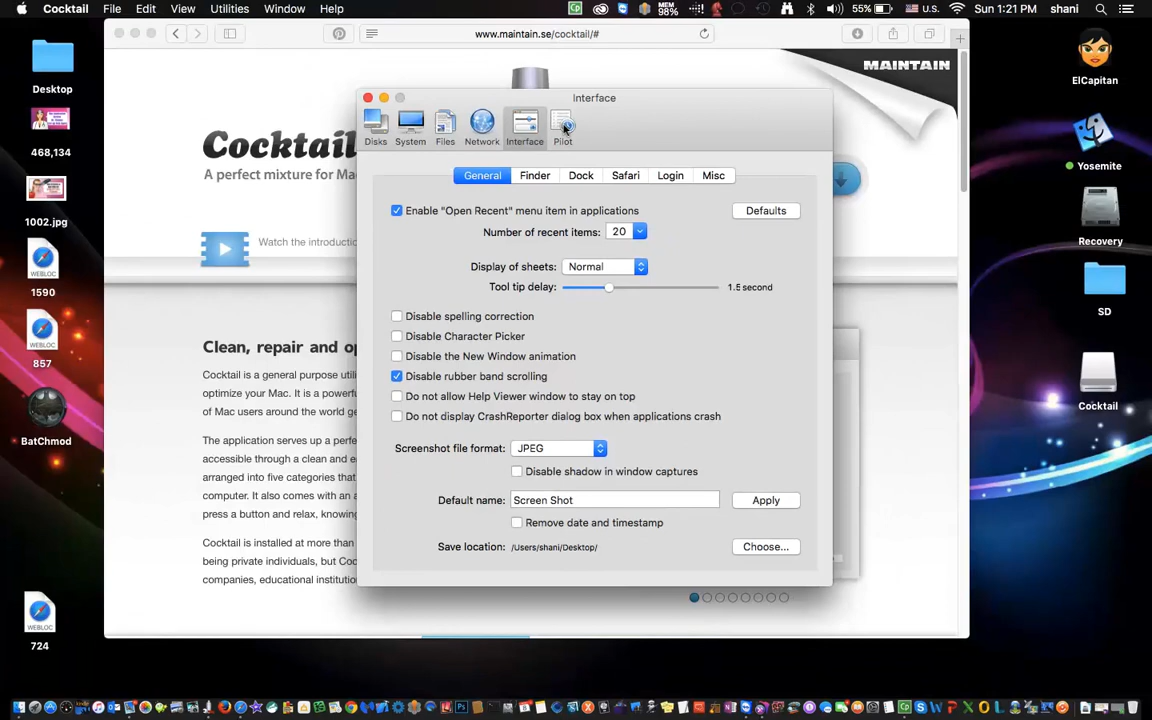 Cocktail File Edit View Utilities Window Help
MEM 98% 55% U.S. Sun 1:21 PM shani
www.maintain.se/cocktail/#
MAINTAIN
Cocktail
A perfect mixture for Ma
Watch the introducti
Clean, repair and op
Cocktail is a general purpose utili
optimize your Mac. It is a powerfu
of Mac users around the world ge
The application serves up a perfe
accessible through a clean and e
arranged into five categories that
computer. It also comes with an a
press a button and relax, knowing
Cocktail is installed at more than
being private individuals, but Coc
companies, educational institutio
Interface
Disks System Files Network Interface Pilot
General Finder Dock Safari Login Misc
Enable "Open Recent" menu item in applications
Defaults
Number of recent items: 20
Display of sheets: Normal
Tool tip delay: 1.5 second
Disable spelling correction
Disable Character Picker
Disable the New Window animation
Disable rubber band scrolling
Do not allow Help Viewer window to stay on top
Do not display CrashReporter dialog box when applications crash
Screenshot file format: JPEG
Disable shadow in window captures
Default name: Screen Shot Apply
Remove date and timestamp
Save location: /Users/shani/Desktop/ Choose...
Desktop
468,134
1002.jpg
WEBLOC
1590
WEBLOC
857
BatChmod
WEBLOC
724
ElCapitan
Yosemite
Recovery
SD
Cocktail